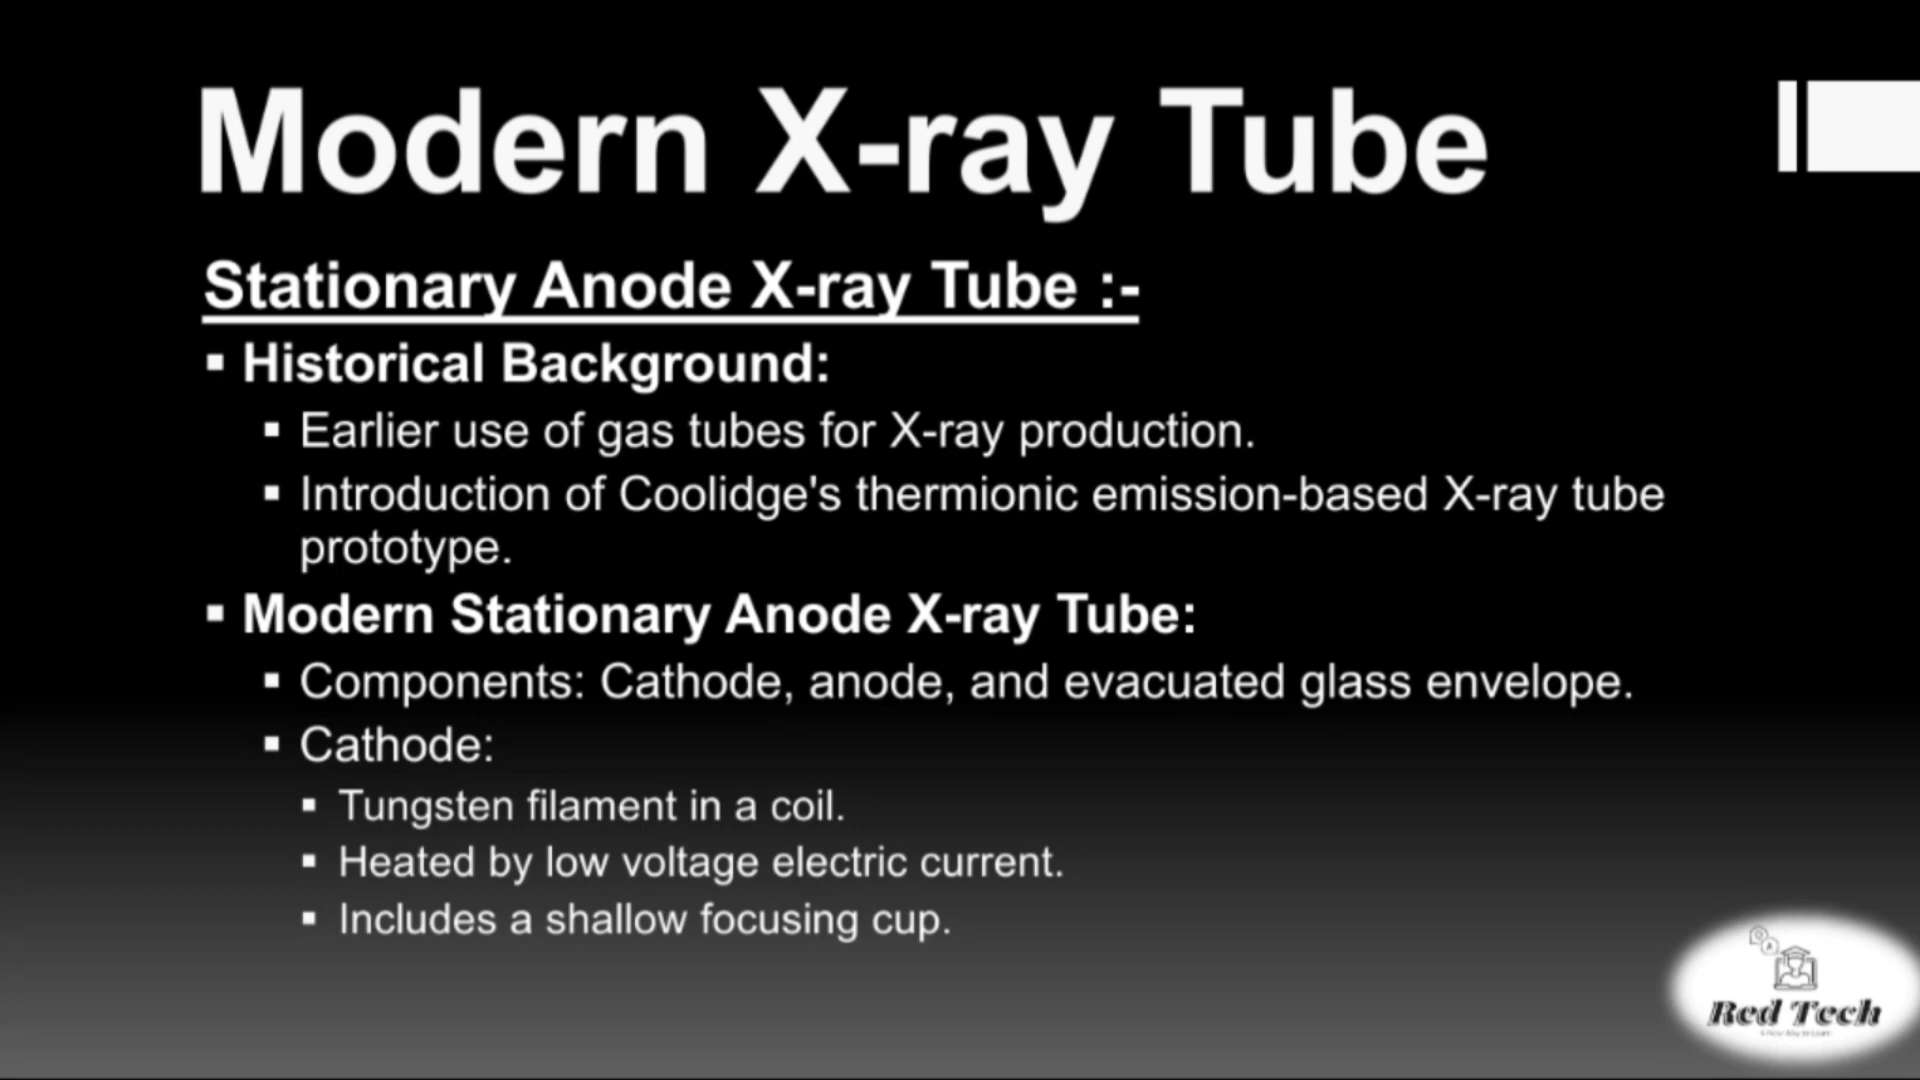 Modern X-ray Tube
Stationary Anode X-ray Tube :-
▪ Historical Background:
▪ Earlier use of gas tubes for X-ray production.
▪ Introduction of Coolidge's thermionic emission-based X-ray tube
prototype.
▪ Modern Stationary Anode X-ray Tube:
▪ Components: Cathode, anode, and evacuated glass envelope.
▪ Cathode:
▪ Tungsten filament in a coil.
▪ Heated by low voltage electric current.
▪ Includes a shallow focusing cup.
Q
A
Red Tech